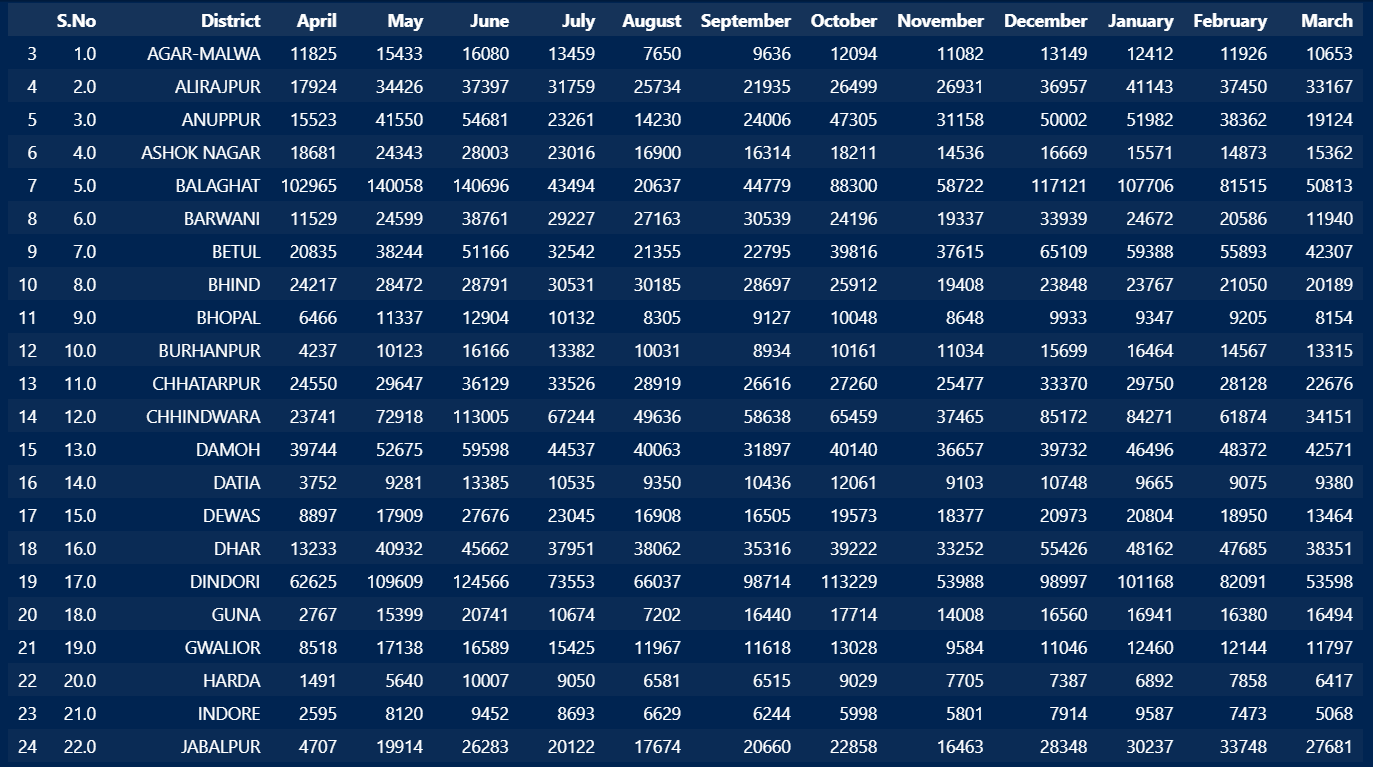 S.No District April May June July August September October November December January February March
3 1.0 AGAR-MALWA 11825 15433 16080 13459 7650 9636 12094 11082 13149 12412 11926 10653
4 2.0 ALIRAJPUR 17924 34426 37397 31759 25734 21935 26499 26931 36957 41143 37450 33167
5 3.0 ANUPPUR 15523 41550 54681 23261 14230 24006 47305 31158 50002 51982 38362 19124
6 4.0 ASHOK NAGAR 18681 24343 28003 23016 16900 16314 18211 14536 16669 15571 14873 15362
7 5.0 BALAGHAT 102965 140058 140696 43494 20637 44779 88300 58722 117121 107706 81515 50813
8 6.0 BARWANI 11529 24599 38761 29227 27163 30539 24196 19337 33939 24672 20586 11940
9 7.0 BETUL 20835 38244 51166 32542 21355 22795 39816 37615 65109 59388 55893 42307
10 8.0 BHIND 24217 28472 28791 30531 30185 28697 25912 19408 23848 23767 21050 20189
11 9.0 BHOPAL 6466 11337 12904 10132 8305 9127 10048 8648 9933 9347 9205 8154
12 10.0 BURHANPUR 4237 10123 16166 13382 10031 8934 10161 11034 15699 16464 14567 13315
13 11.0 CHHATARPUR 24550 29647 36129 33526 28919 26616 27260 25477 33370 29750 28128 22676
14 12.0 CHHINDWARA 23741 72918 113005 67244 49636 58638 65459 37465 85172 84271 61874 34151
15 13.0 DAMOH 39744 52675 59598 44537 40063 31897 40140 36657 39732 46496 48372 42571
16 14.0 DATIA 3752 9281 13385 10535 9350 10436 12061 9103 10748 9665 9075 9380
17 15.0 DEWAS 8897 17909 27676 23045 16908 16505 19573 18377 20973 20804 18950 13464
18 16.0 DHAR 13233 40932 45662 37951 38062 35316 39222 33252 55426 48162 47685 38351
19 17.0 DINDORI 62625 109609 124566 73553 66037 98714 113229 53988 98997 101168 82091 53598
20 18.0 GUNA 2767 15399 20741 10674 7202 16440 17714 14008 16560 16941 16380 16494
21 19.0 GWALIOR 8518 17138 16589 15425 11967 11618 13028 9584 11046 12460 12144 11797
22 20.0 HARDA 1491 5640 10007 9050 6581 6515 9029 7705 7387 6892 7858 6417
23 21.0 INDORE 2595 8120 9452 8693 6629 6244 5998 5801 7914 9587 7473 5068
24 22.0 JABALPUR 4707 19914 26283 20122 17674 20660 22858 16463 28348 30237 33748 27681